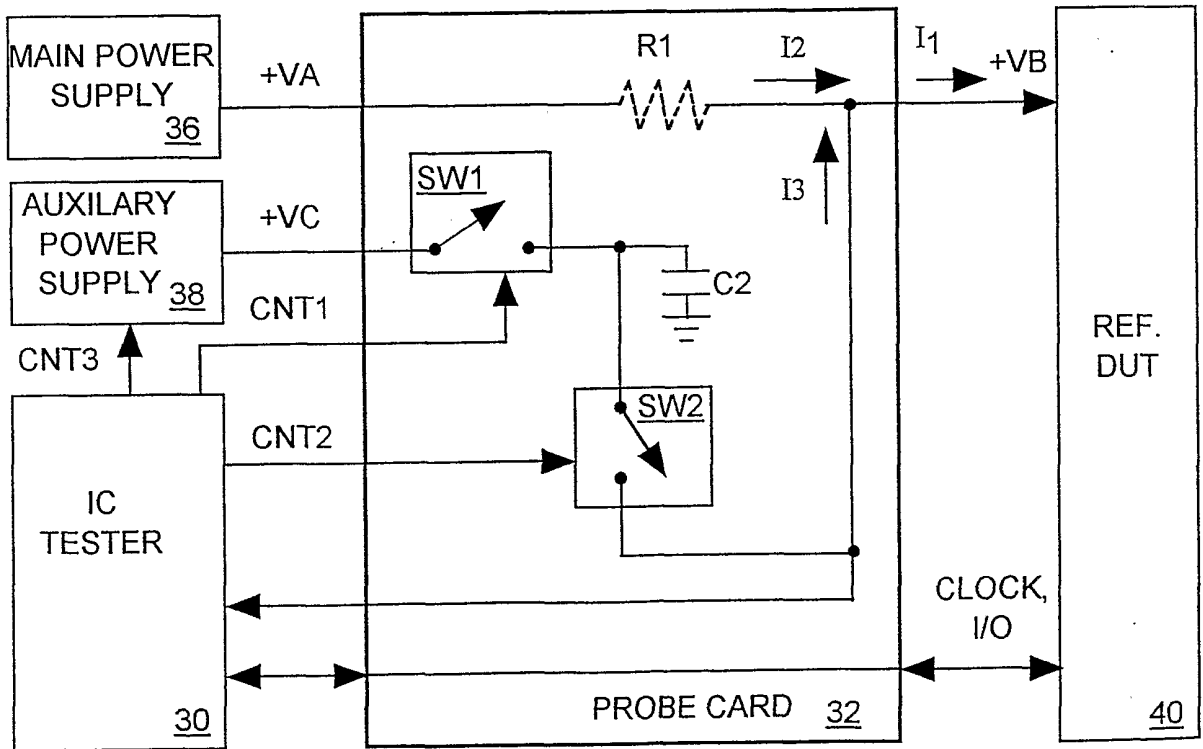 MAIN POWER
SUPPLY
36
+VA
R1
I2
I1
+VB
AUXILARY
POWER
SUPPLY
38
+VC
SW1
I3
C2
CNT1
CNT3
CNT2
SW2
REF.
DUT
IC
TESTER
30
CLOCK,
I/O
PROBE CARD
32
40